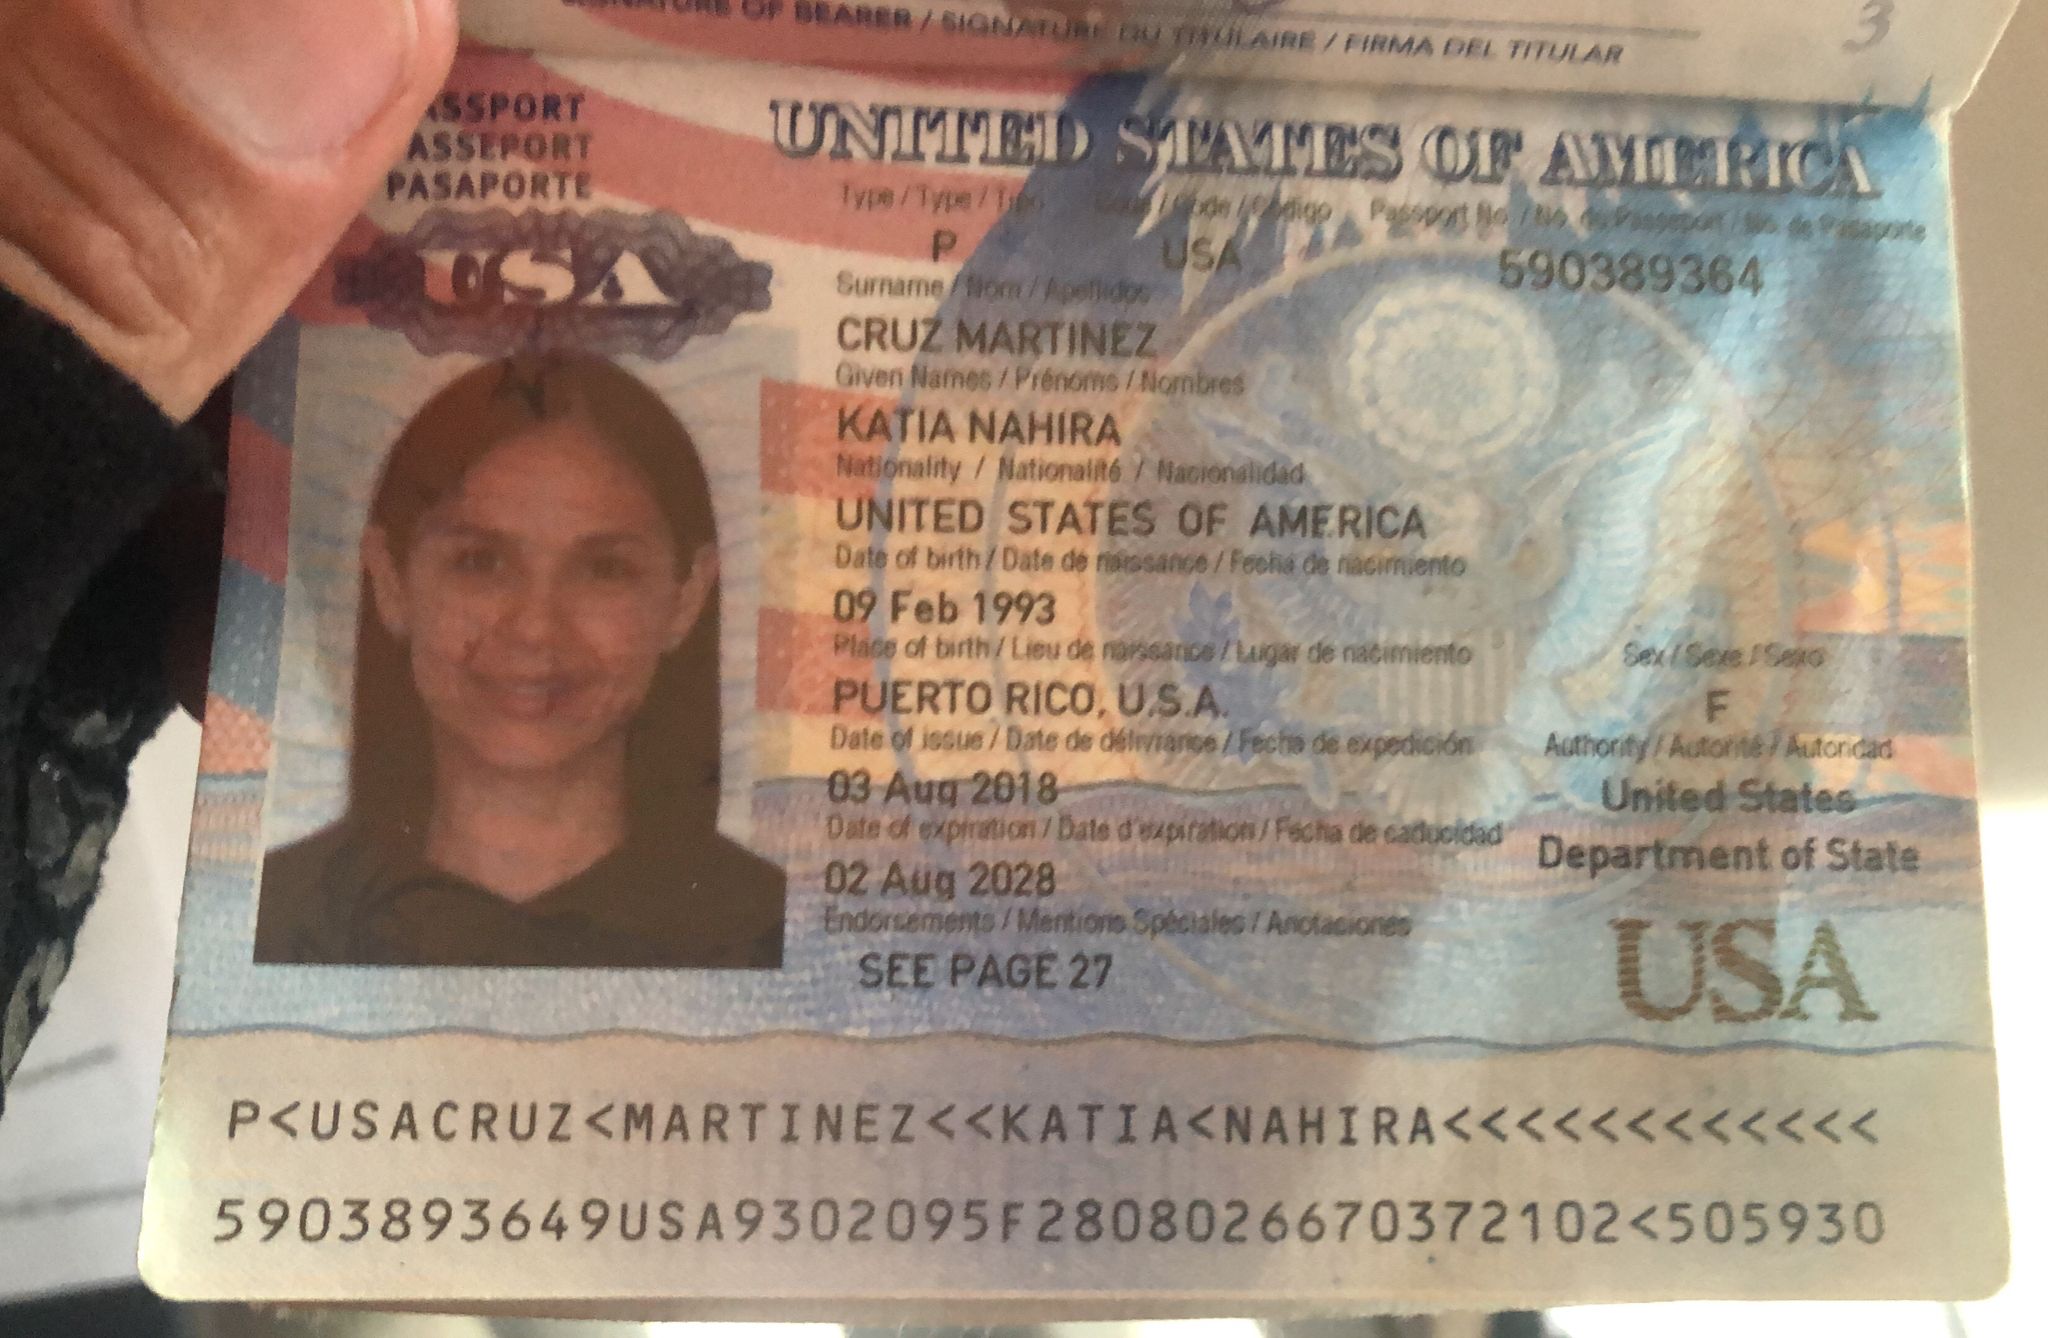 SIGNATURE OF BEARER / SIGNATURE DU TITULAIRE / FIRMA DEL TITULAR
3
PASAPORTE
USA
UNITED STATES OF AMERICA
Type / Type / Tipo Code / Code / Código Passport No. / No. du Passeport / No. de Pasaporte
P USA 590389364
Surname / Nom / Apellidos
CRUZ MARTINEZ
Given Names / Prénoms / Nombres
KATIA NAHIRA
Nationality / Nationalité / Nacionalidad
UNITED STATES OF AMERICA
Date of birth / Date de naissance / Fecha de nacimiento
09 Feb 1993
Place of birth / Lieu de naissance / Lugar de nacimiento
PUERTO RICO, U.S.A.
Sex / Sexe / Sexo
F
Date of issue / Date de délivrance / Fecha de expedición
03 Aug 2018
Authority / Autorité / Autoridad
United States
Department of State
Date of expiration / Date d'expiration / Fecha de caducidad
02 Aug 2028
Endorsements / Mentions Spéciales / Anotaciones
SEE PAGE 27
USA
P<USACRUZ<MARTINEZ<<KATIA<NAHIRA<<<<<<<<<<<<
5903893649USA9302095F2808026670372102<505930